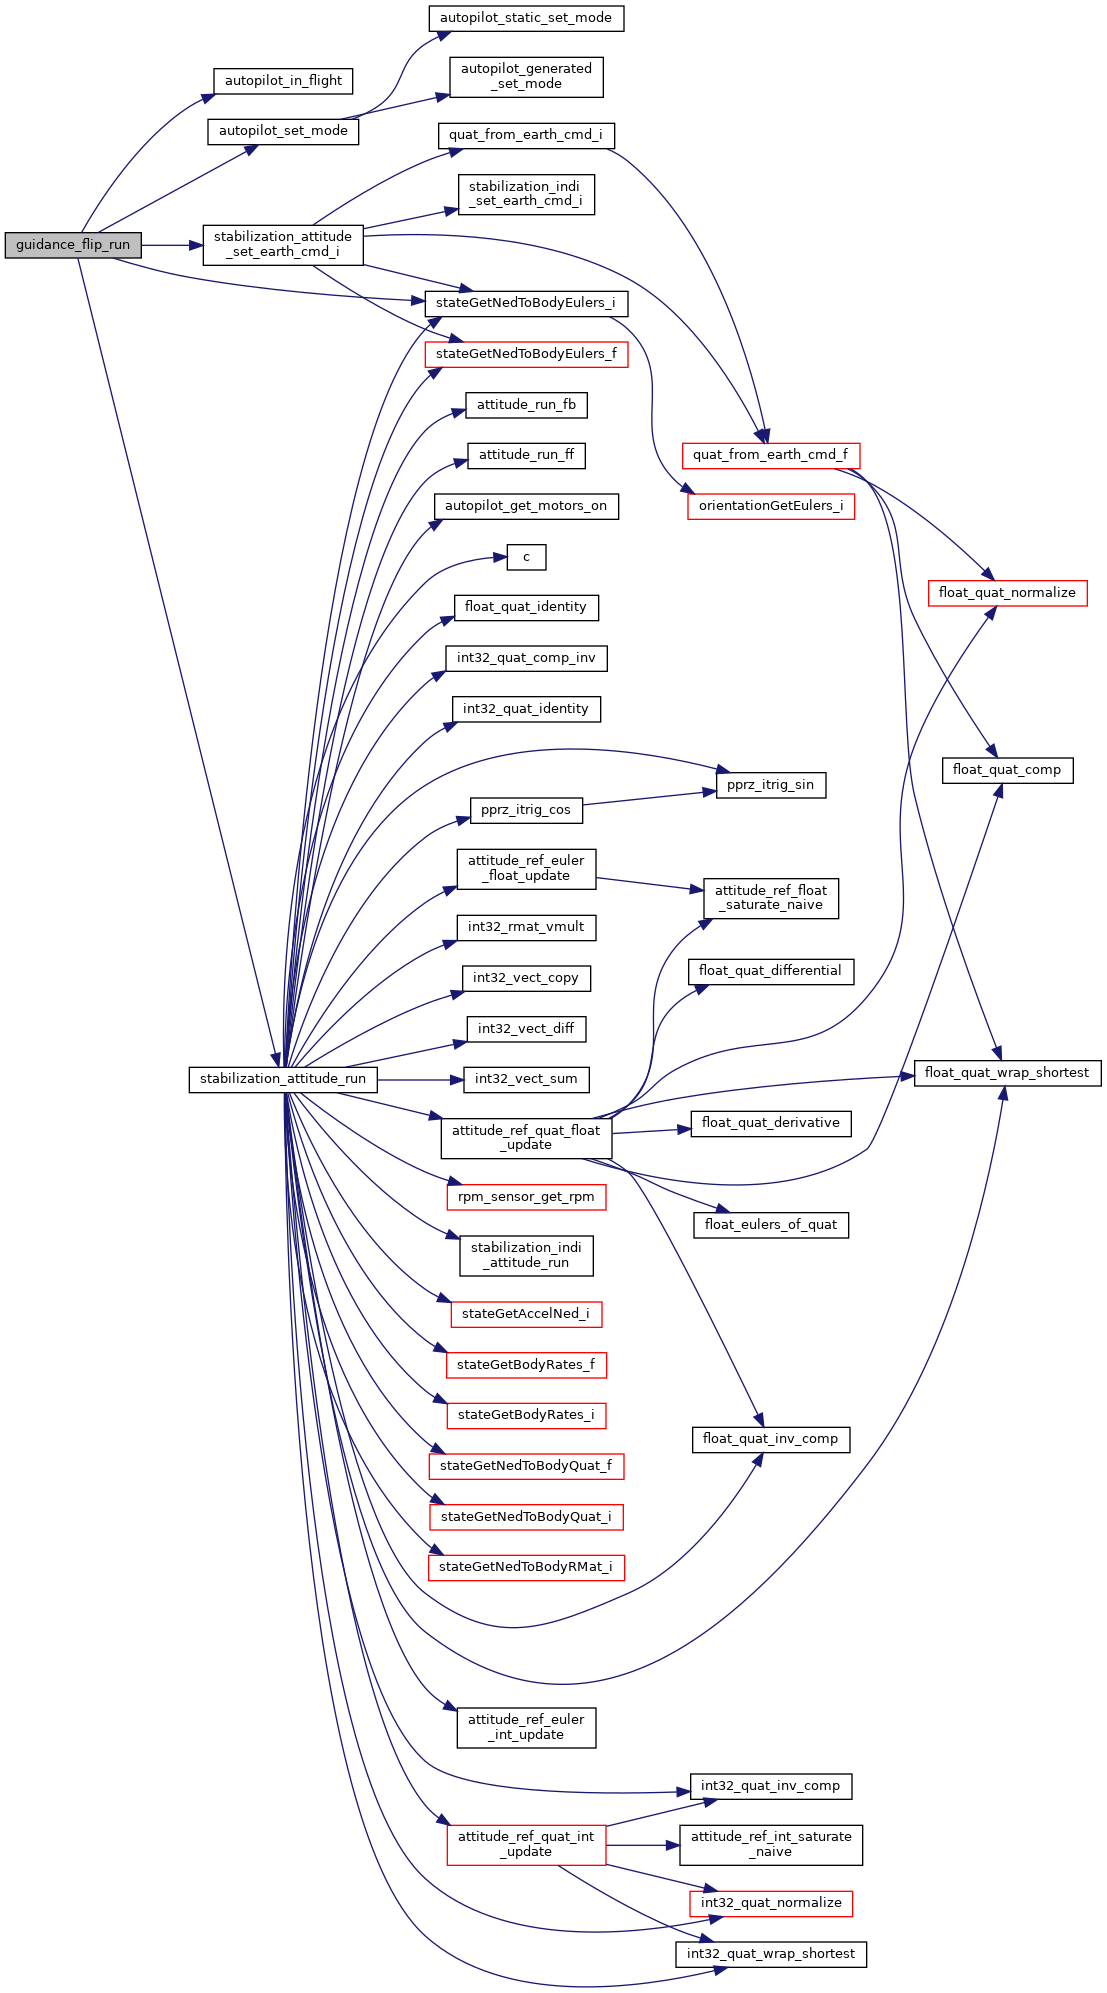 autopilot_static_set_mode
autopilot_in_flight
autopilot_generated
_set_mode
autopilot_set_mode
quat_from_earth_cmd_i
stabilization_indi
_set_earth_cmd_i
guidance_flip_run
stabilization_attitude
_set_earth_cmd_i
stateGetNedToBodyEulers_i
stateGetNedToBodyEulers_f
attitude_run_fb
attitude_run_ff
quat_from_earth_cmd_f
autopilot_get_motors_on
orientationGetEulers_i
c
float_quat_identity
float_quat_normalize
int32_quat_comp_inv
int32_quat_identity
float_quat_comp
pprz_itrig_sin
pprz_itrig_cos
attitude_ref_euler
_float_update
attitude_ref_float
_saturate_naive
int32_rmat_vmult
float_quat_differential
int32_vect_copy
int32_vect_diff
stabilization_attitude_run
int32_vect_sum
float_quat_wrap_shortest
attitude_ref_quat_float
_update
float_quat_derivative
rpm_sensor_get_rpm
float_eulers_of_quat
stabilization_indi
_attitude_run
stateGetAccelNed_i
stateGetBodyRates_f
stateGetBodyRates_i
float_quat_inv_comp
stateGetNedToBodyQuat_f
stateGetNedToBodyQuat_i
stateGetNedToBodyRMat_i
attitude_ref_euler
_int_update
int32_quat_inv_comp
attitude_ref_quat_int
_update
attitude_ref_int_saturate
_naive
int32_quat_normalize
int32_quat_wrap_shortest